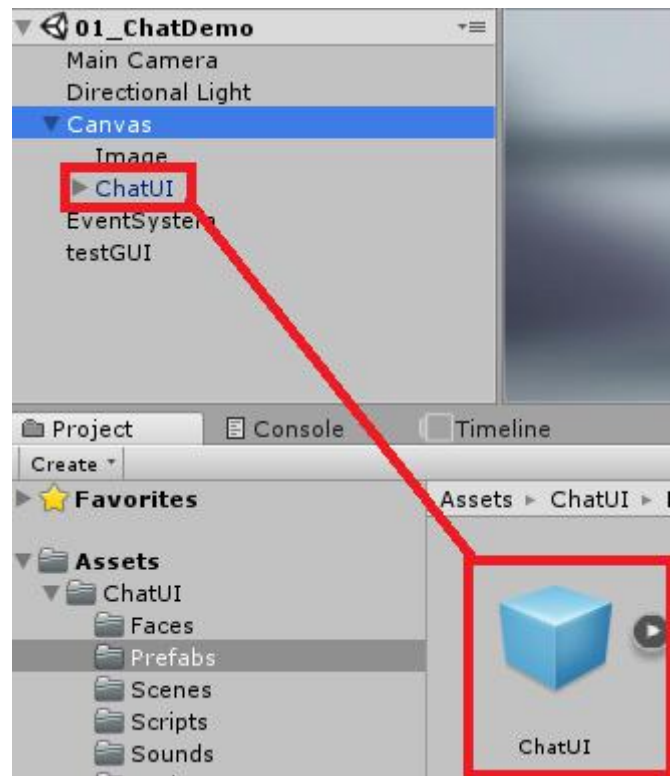 01_ChatDemo
Main Camera
Directional Light
Canvas
Image
ChatUI
EventSystem
testGUI
Project Console Timeline
Create
Favorites
Assets ▸ ChatUI ▸
Assets
ChatUI
Faces
Prefabs
Scenes
Scripts
Sounds
ChatUI